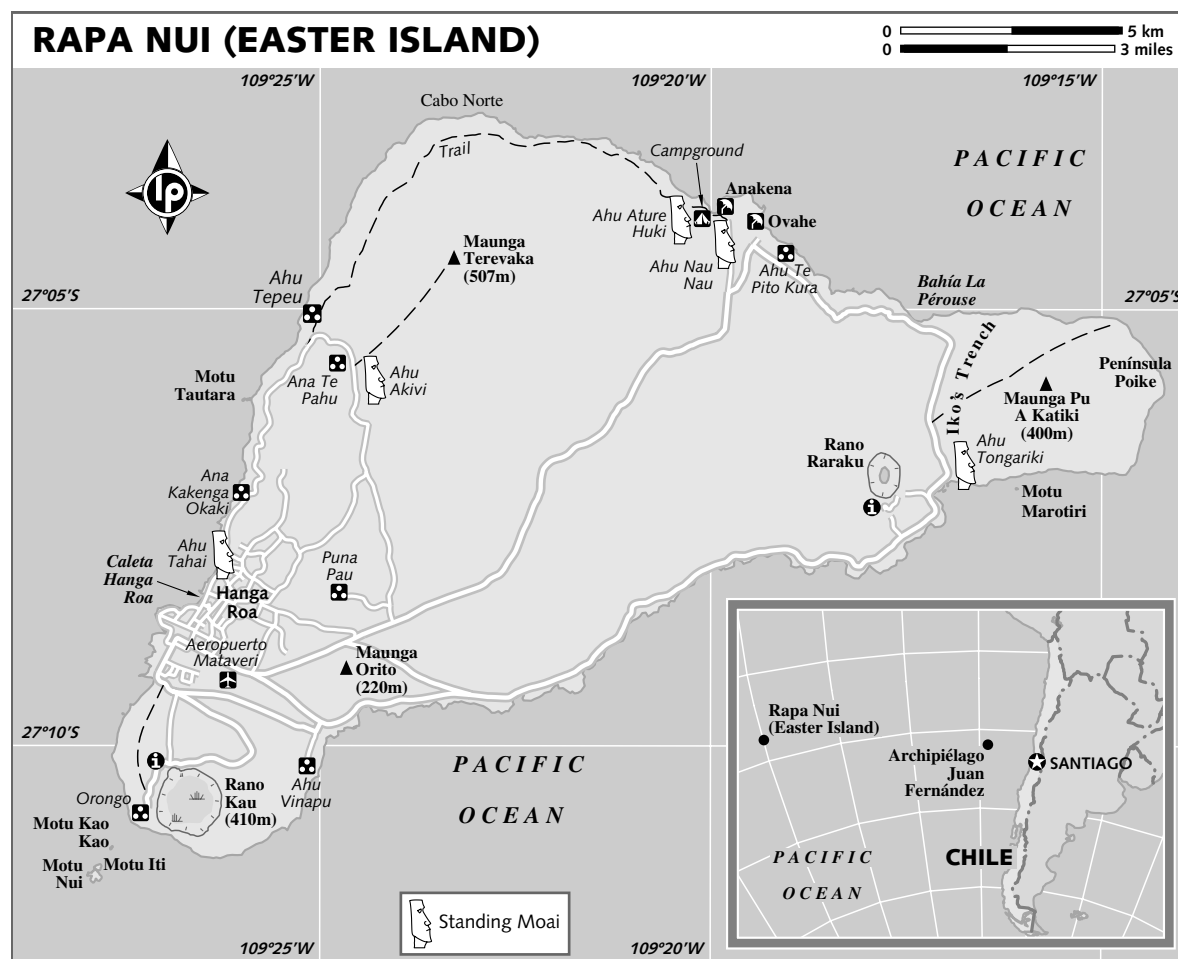 RAPA NUI (EASTER ISLAND)
0 5 km
0 3 miles
109°25'W
109°20'W
109°15'W
Cabo Norte
Trail
Campground
PACIFIC
OCEAN
lp
Anakena
Ahu Ature
Huki
Ovahe
Maunga
Terevaka
(507m)
Ahu Nau
Nau
Ahu Te
Pito Kura
Ahu
Tepeu
Bahía La
Pérouse
27°05'S
27°05'S
Iko's Trench
Motu
Tautara
Ana Te
Pahu
Ahu
Akivi
Península
Poike
Maunga Pu
A Katiki
(400m)
Rano
Raraku
Ahu
Tongariki
Ana
Kakenga
Okaki
i
Motu
Marotiri
Ahu
Tahai
Caleta
Hanga
Roa
Puna
Pau
Hanga
Roa
Aeropuerto
Mataveri
Maunga
Orito
(220m)
27°10'S
i
Orongo
Rano
Kau
(410m)
Ahu
Vinapu
PACIFIC
OCEAN
Motu Kao
Kao
Motu Iti
Motu
Nui
Standing Moai
109°25'W
109°20'W
Rapa Nui
(Easter Island)
Archipiélago
Juan
Fernández
SANTIAGO
CHILE
PACIFIC
OCEAN